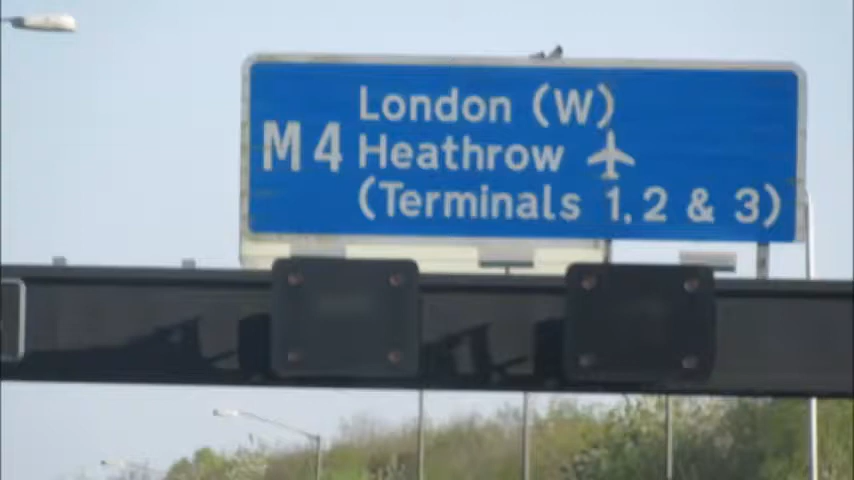 London (W)
M4 Heathrow
(Terminals 1, 2 & 3)